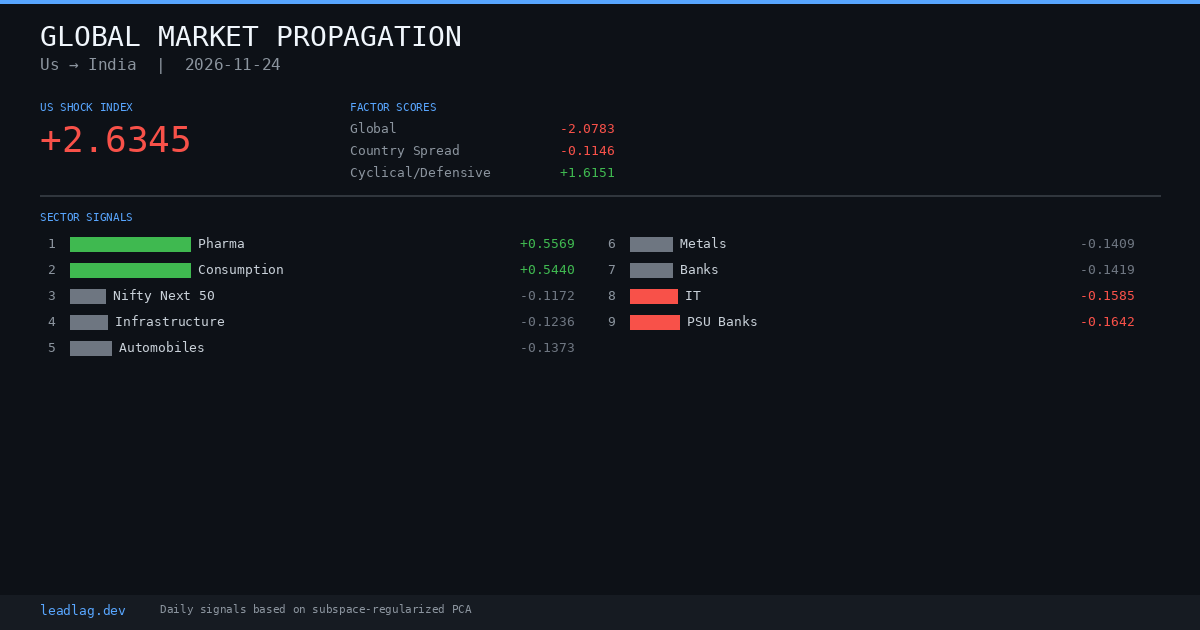 GLOBAL MARKET PROPAGATION
Us → India | 2026-11-24
US SHOCK INDEX
+2.6345
FACTOR SCORES
Global -2.0783
Country Spread -0.1146
Cyclical/Defensive +1.6151
SECTOR SIGNALS
1 Pharma +0.5569
2 Consumption +0.5440
3 Nifty Next 50 -0.1172
4 Infrastructure -0.1236
5 Automobiles -0.1373
6 Metals -0.1409
7 Banks -0.1419
8 IT -0.1585
9 PSU Banks -0.1642
leadlag.dev Daily signals based on subspace-regularized PCA